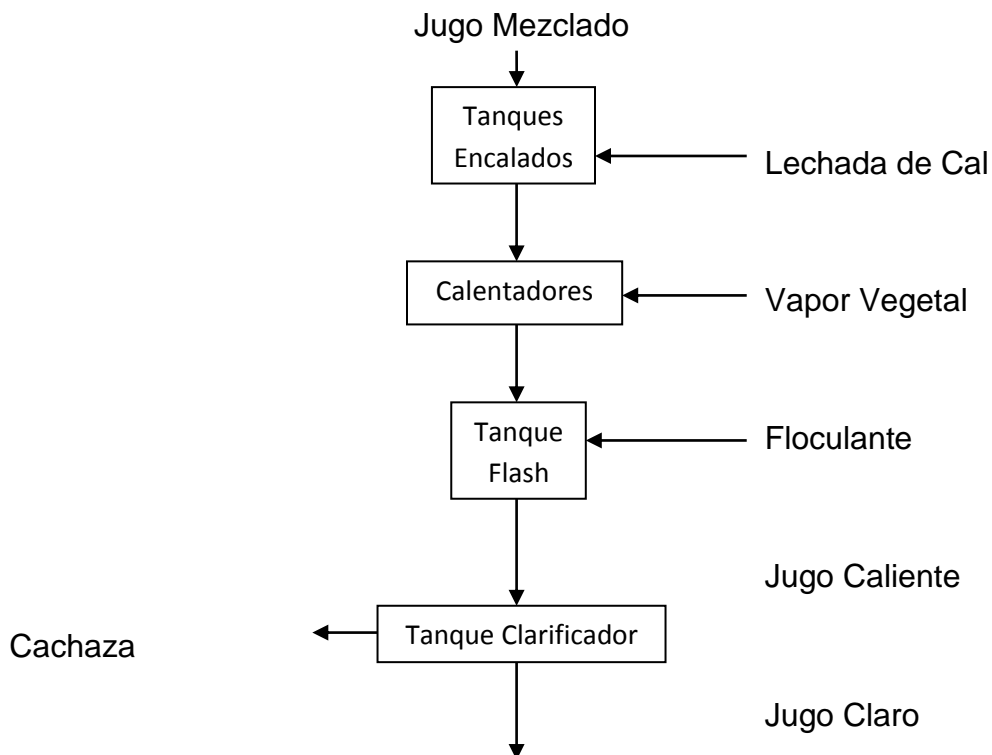 Jugo Mezclado
Tanques
Encalados
Lechada de Cal
Calentadores
Vapor Vegetal
Tanque
Flash
Floculante
Jugo Caliente
Tanque Clarificador
Cachaza
Jugo Claro